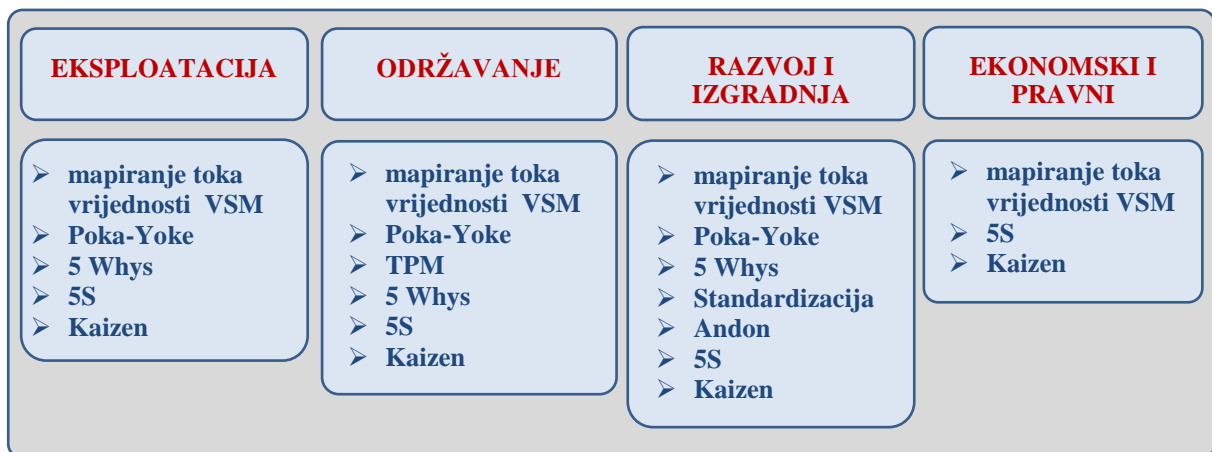 EKSPLOATACIJA
mapiranje toka
vrijednosti VSM
Poka-Yoke
5 Whys
5S
Kaizen
ODRŽAVANJE
mapiranje toka
vrijednosti VSM
Poka-Yoke
TPM
5 Whys
5S
Kaizen
RAZVOJ I
IZGRADNJA
mapiranje toka
vrijednosti VSM
Poka-Yoke
5 Whys
Standardizacija
Andon
5S
Kaizen
EKONOMSKI I
PRAVNI
mapiranje toka
vrijednosti VSM
5S
Kaizen